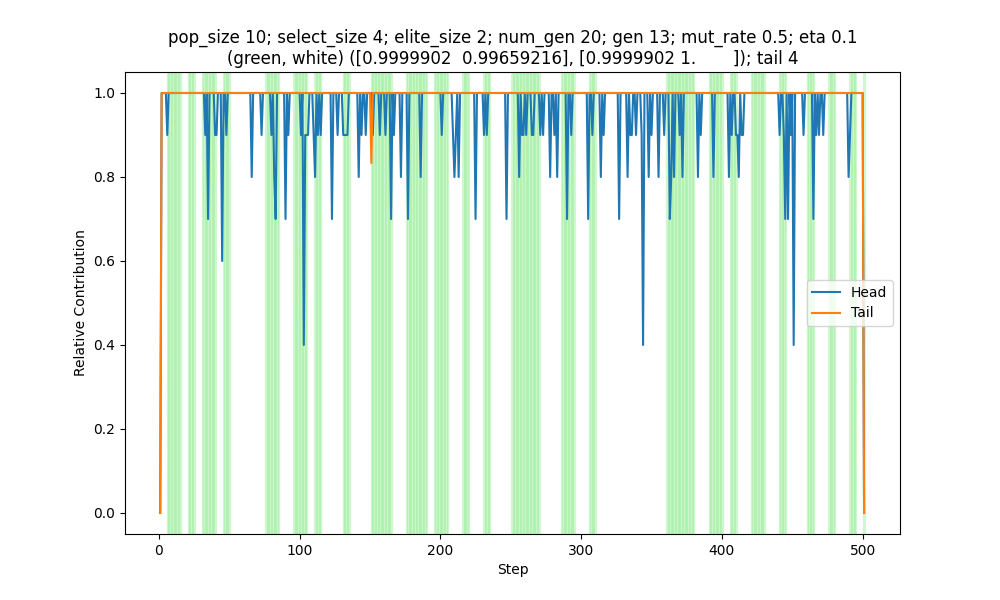 pop_size 10; select_size 4; elite_size 2; num_gen 20; gen 13; mut_rate 0.5; eta 0.1
(green, white) ([0.9999902  0.99659216], [0.9999902 1.        ]); tail 4
1.0
0.8
0.6
0.4
0.2
0.0
Relative Contribution
Head
Tail
0
100
200
300
400
500
Step